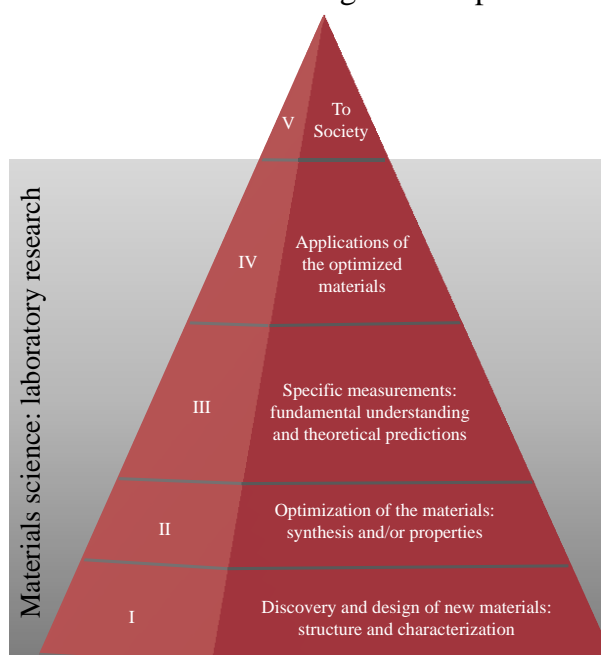 V
To
Society
IV
Applications of
the optimized
materials
III
Specific measurements:
fundamental understanding
and theoretical predictions
II
Optimization of the materials:
synthesis and/or properties
I
Discovery and design of new materials:
structure and characterization
Materials science: laboratory research